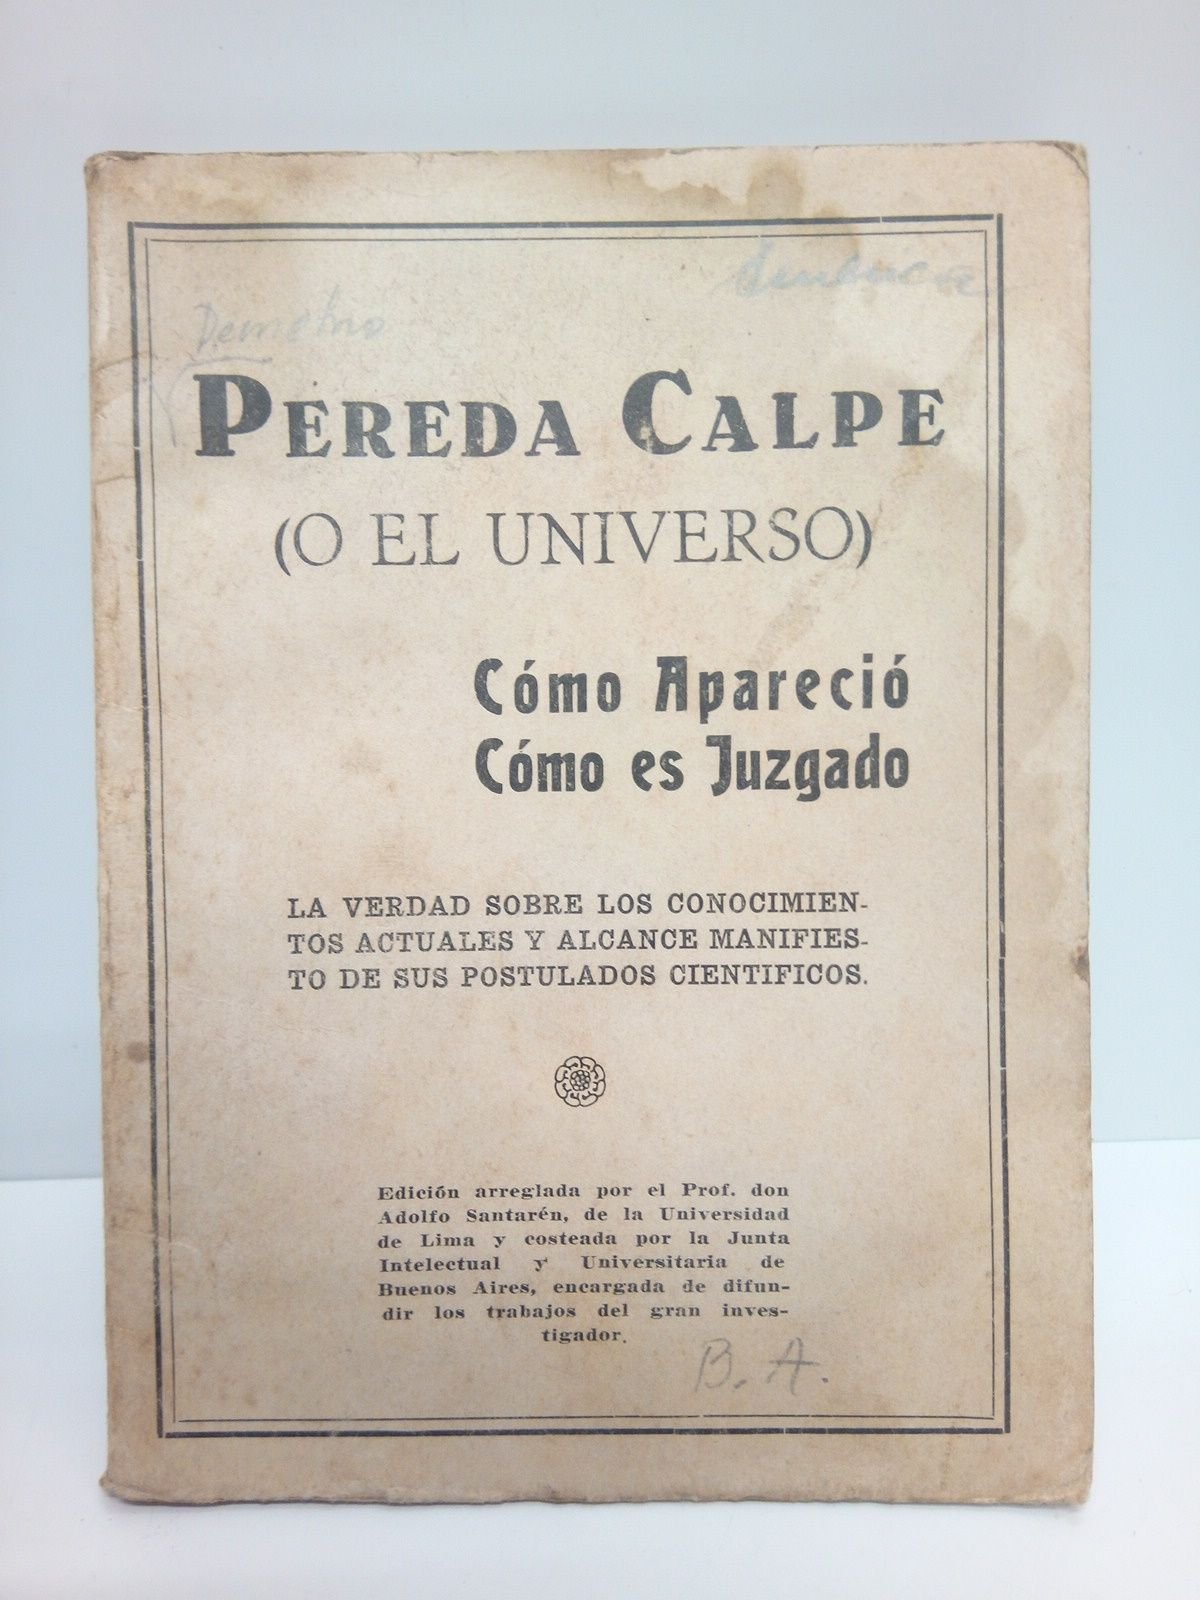 Demetrio
PEREDA CALPE
(O EL UNIVERSO)
Cómo Apareció
Cómo es Juzgado
LA VERDAD SOBRE LOS CONOCIMIEN-
TOS ACTUALES Y ALCANCE MANIFIES-
TO DE SUS POSTULADOS CIENTIFICOS.
Edición arreglada por el Prof. don
Adolfo Santarén, de la Universidad
de Lima y costeada por la Junta
Intelectual y Universitaria de
Buenos Aires, encargada de difun-
dir los trabajos del gran inves-
tigador.
B. A.